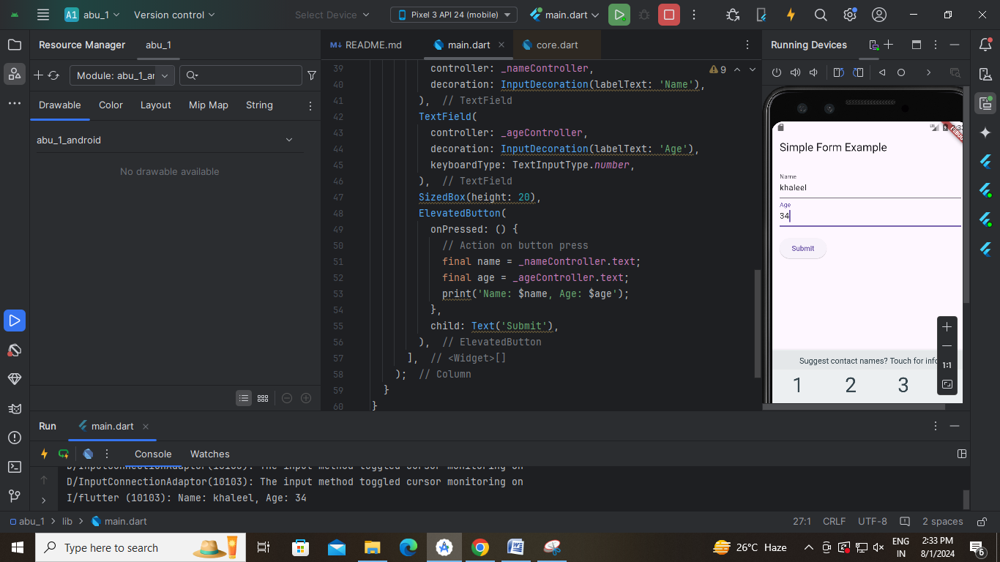 A1 abu_1 Version control Select Device Pixel 3 API 24 (mobile) main.dart
Resource Manager abu_1
README.md main.dart core.dart
Running Devices
Module: abu_1_ar
Drawable Color Layout Mip Map String
abu_1_android
No drawable available
9
39 controller: _nameController,
40 decoration: InputDecoration(labelText: 'Name'),
41 ), // TextField
42 TextField(
43 controller: _ageController,
44 decoration: InputDecoration(labelText: 'Age'),
45 keyboardType: TextInputType.number,
46 ), // TextField
47 SizedBox(height: 20),
48 ElevatedButton(
49 onPressed: () {
50 // Action on button press
51 final name = _nameController.text;
52 final age = _ageController.text;
53 print('Name: $name, Age: $age');
54 },
55 child: Text('Submit'),
56 ), // ElevatedButton
57 ], // <Widget>[]
58 ); // Column
59 }
60 }
Simple Form Example
Name
khaleel
Age
34
Submit
Suggest contact names? Touch for info
1 2 3
1:1
Run main.dart
Console Watches
D/InputConnectionAdaptor(10103): The input method toggled cursor monitoring on
D/InputConnectionAdaptor(10103): The input method toggled cursor monitoring on
I/flutter (10103): Name: khaleel, Age: 34
abu_1 > lib > main.dart
27:1 CRLF UTF-8 2 spaces
Type here to search
26°C Haze
ENG
IN
2:33 PM
8/1/2024
6